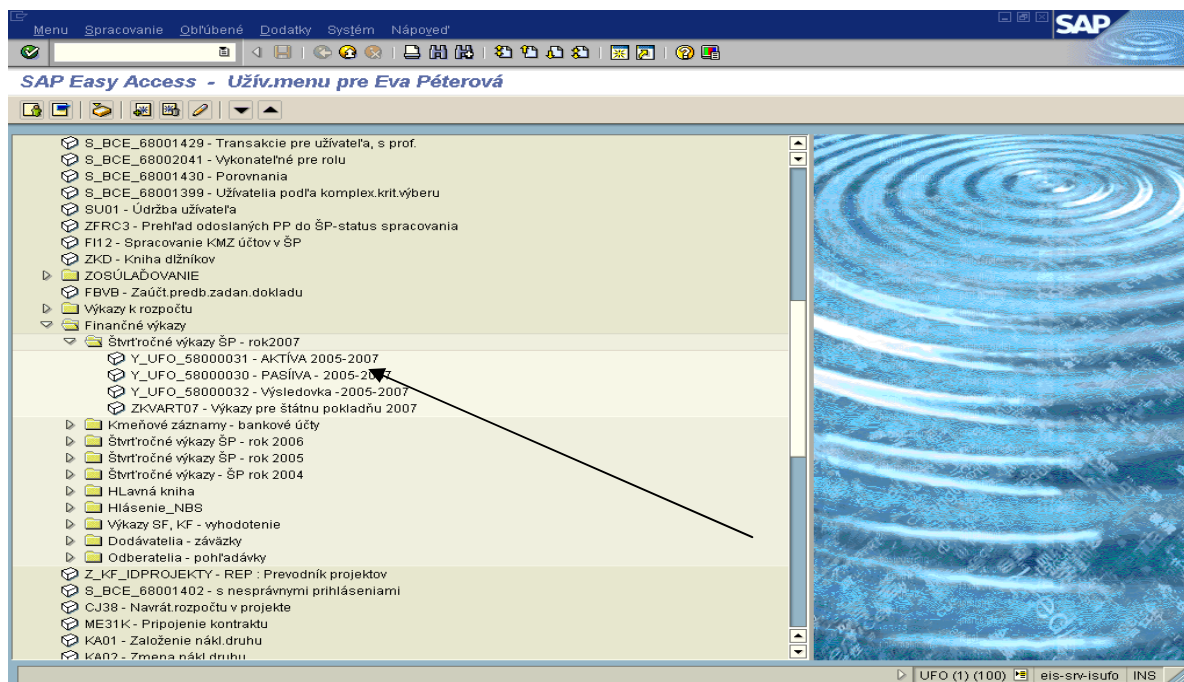 Menu Spracovanie Obľúbené Dodatky Systém Nápoveď
SAP
SAP Easy Access - Užív.menu pre Eva Péterová
S_BCE_68001429 - Transakcie pre užívateľa, s prof.
S_BCE_68002041 - Vykonateľné pre rolu
S_BCE_68001430 - Porovnania
S_BCE_68001399 - Užívatelia podľa komplex.krit.výberu
SU01 - Údržba užívateľa
ZFRC3 - Prehľad odoslaných PP do ŠP-status spracovania
FI12 - Spracovanie KMZ účtov v ŠP
ZKD - Kniha dlžníkov
ZOSÚLAĎOVANIE
FBVB - Zaúčt.predb.zadan.dokladu
Výkazy k rozpočtu
Finančné výkazy
Štvrťročné výkazy ŠP - rok2007
Y_UFO_58000031 - AKTÍVA 2005-2007
Y_UFO_58000030 - PASÍIVA - 2005-2007
Y_UFO_58000032 - Výsledovka -2005-2007
ZKVART07 - Výkazy pre štátnu pokladňu 2007
Kmeňové záznamy - bankové účty
Štvrťročné výkazy ŠP - rok 2006
Štvrťročné výkazy ŠP - rok 2005
Štvrťročné výkazy - ŠP rok 2004
HLavná kniha
Hlásenie_NBS
Výkazy SF, KF - vyhodotenie
Dodávatelia - záväzky
Odberatelia - pohľadávky
Z_KF_IDPROJEKTY - REP : Prevodník projektov
S_BCE_68001402 - s nesprávnymi prihláseniami
CJ38 - Navrát.rozpočtu v projekte
ME31K - Pripojenie kontraktu
KA01 - Založenie nákl.druhu
KA02 - Zmena nákl.druhu
UFO (1) (100) eis-srv-isufo INS